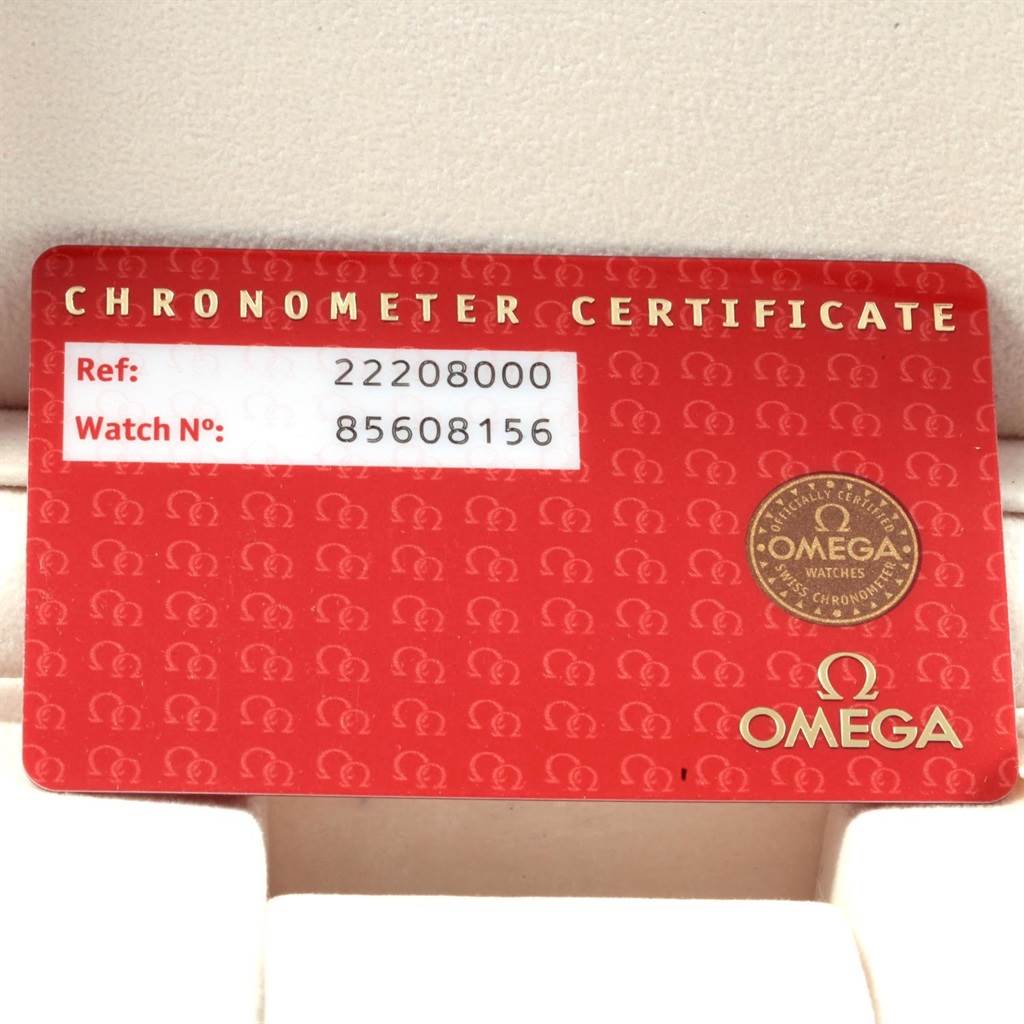 CHRONOMETER CERTIFICATE
Ref: 22208000
Watch Nº: 85608156
OFFICIALLY CERTIFIED
Ω
OMEGA
WATCHES
SWISS CHRONOMETER
Ω
OMEGA